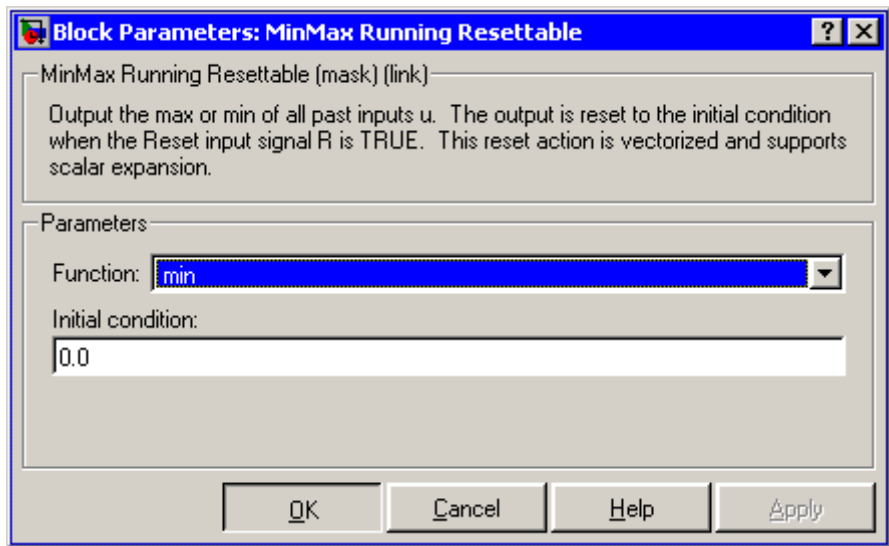 Block Parameters: MinMax Running Resettable
MinMax Running Resettable (mask) (link)
Output the max or min of all past inputs u.  The output is reset to the initial condition
when the Reset input signal R is TRUE.  This reset action is vectorized and supports
scalar expansion.
Parameters
Function: min
Initial condition:
0.0
OK Cancel Help Apply